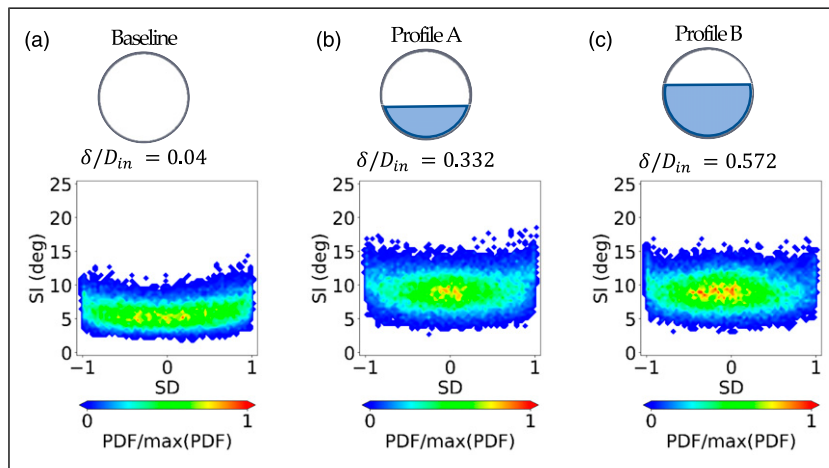 (a) Baseline
(b) Profile A
(c) Profile B
δ/D_in = 0.04
δ/D_in = 0.332
δ/D_in = 0.572
25
20
15
10
5
0
SI (deg)
−1 0 1
SD
0 1
PDF/max(PDF)
25
20
15
10
5
0
SI (deg)
−1 0 1
SD
0 1
PDF/max(PDF)
25
20
15
10
5
0
SI (deg)
−1 0 1
SD
0 1
PDF/max(PDF)